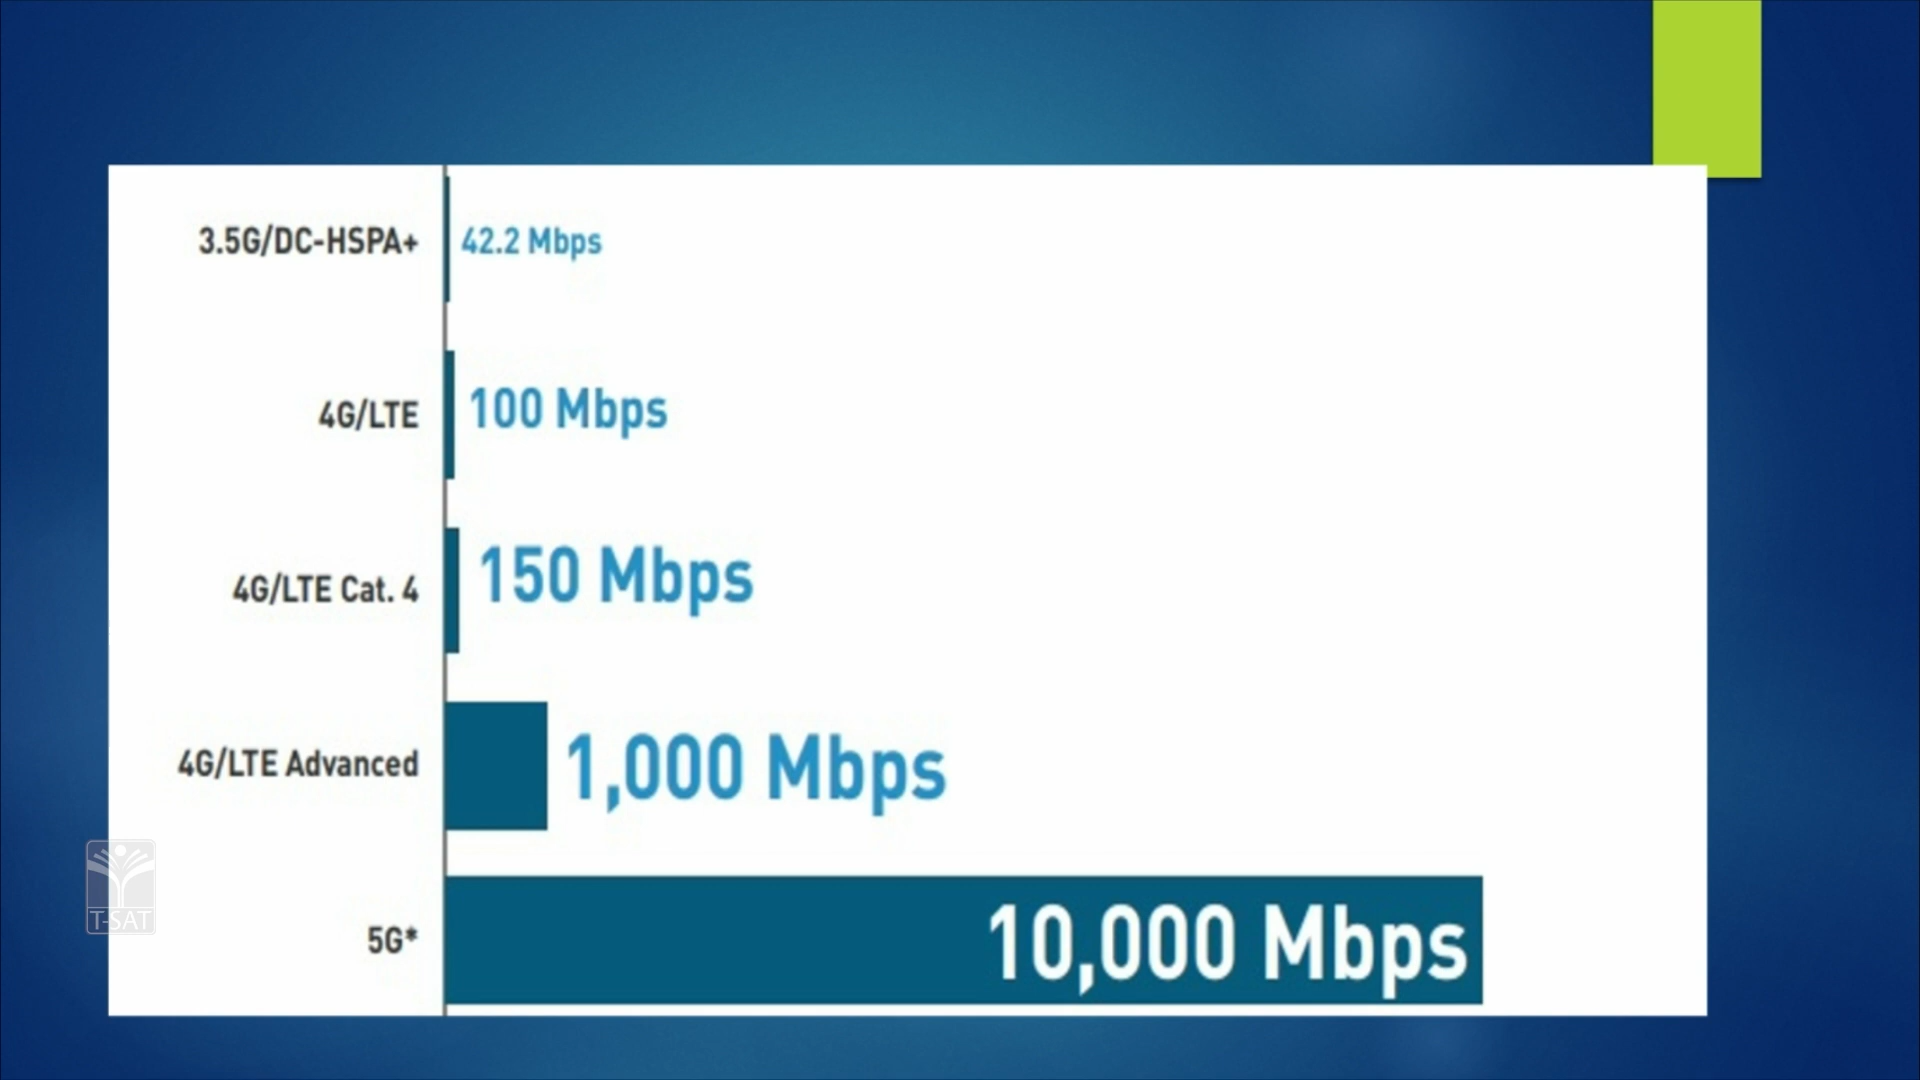 3.5G/DC-HSPA+ 42.2 Mbps
4G/LTE 100 Mbps
4G/LTE Cat. 4 150 Mbps
4G/LTE Advanced 1,000 Mbps
5G* 10,000 Mbps
T-SAT